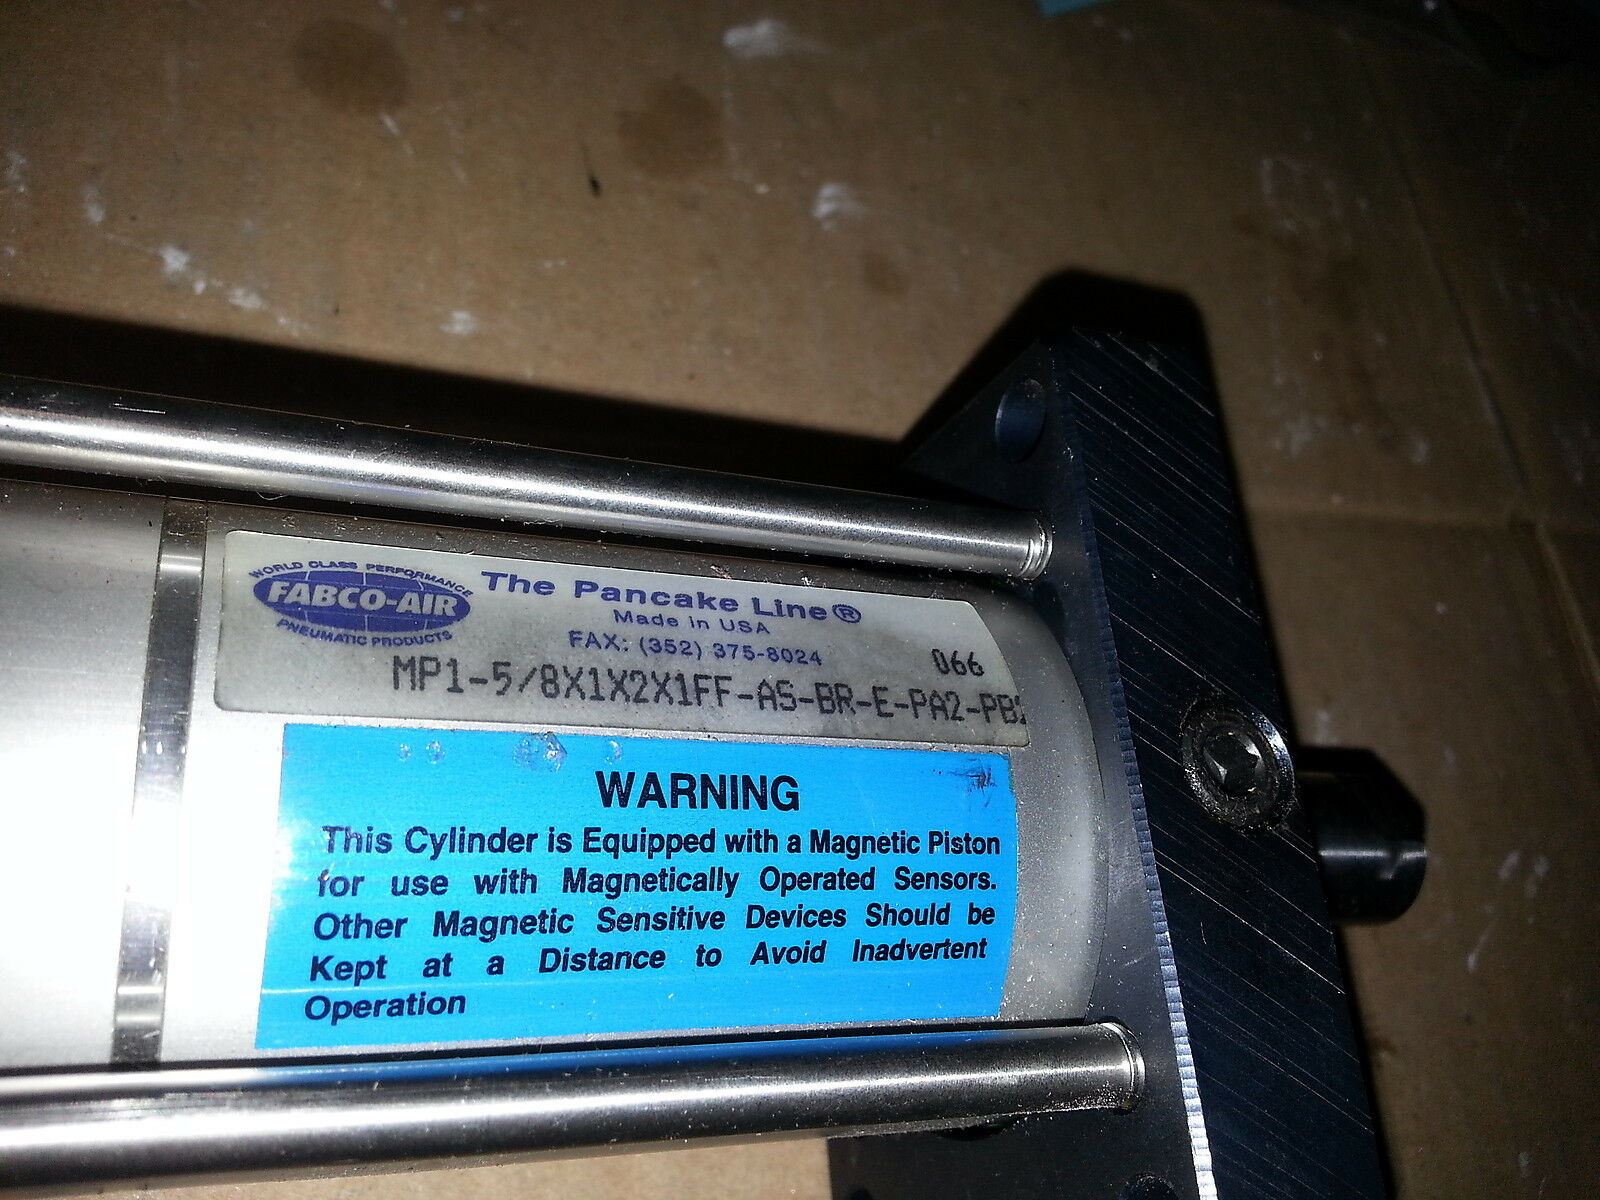 WORLD CLASS PERFORMANCE
FABCO-AIR
PNEUMATIC PRODUCTS
The Pancake Line®
Made in USA
FAX: (352) 375-8024
066
MP1-5/8X1X2X1FF-AS-BR-E-PA2-PB
WARNING
This Cylinder is Equipped with a Magnetic Piston
for use with Magnetically Operated Sensors.
Other Magnetic Sensitive Devices Should be
Kept at a Distance to Avoid Inadvertent
Operation